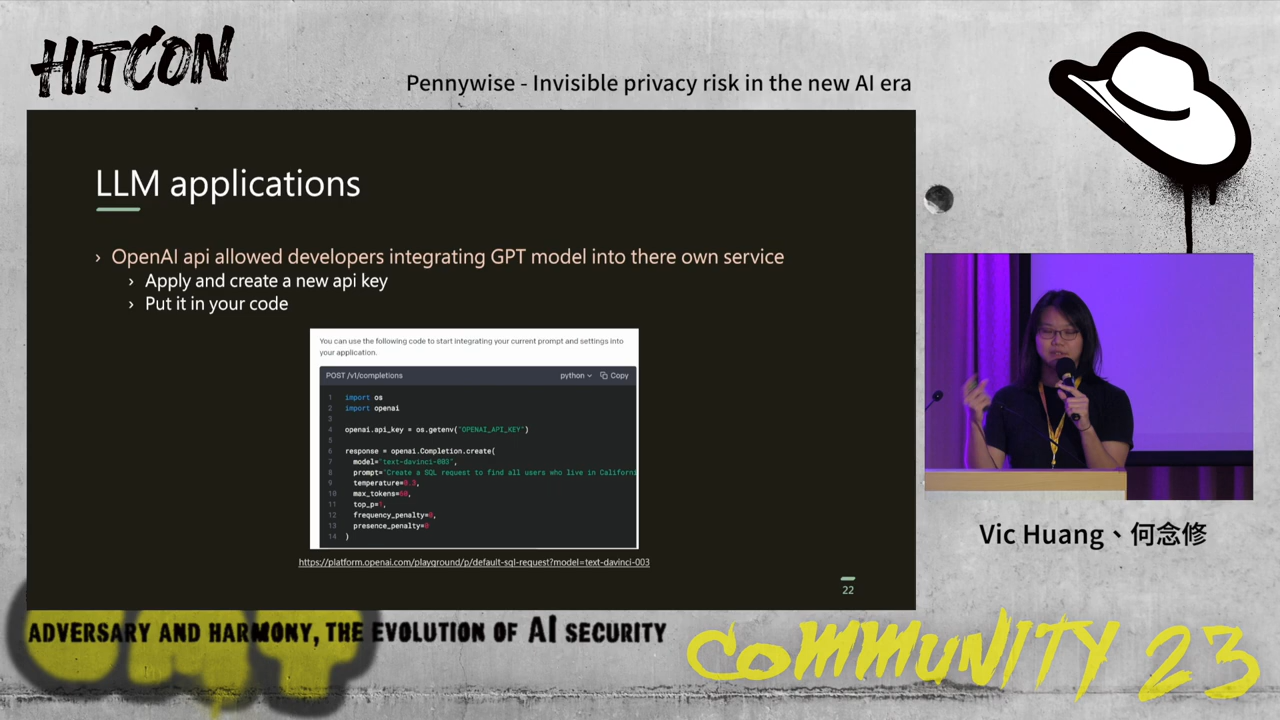 HITCON
Pennywise - Invisible privacy risk in the new AI era
LLM applications
› OpenAI api allowed developers integrating GPT model into there own service
› Apply and create a new api key
› Put it in your code
You can use the following code to start integrating your current prompt and settings into
your application.
POST /v1/completions python Copy
1 import os
2 import openai
3
4 openai.api_key = os.getenv("OPENAI_API_KEY")
5
6 response = openai.Completion.create(
7 model="text-davinci-003",
8 prompt="Create a SQL request to find all users who live in Californi
9 temperature=0.3,
10 max_tokens=60,
11 top_p=1,
12 frequency_penalty=0,
13 presence_penalty=0
14 )
https://platform.openai.com/playground/p/default-sql-request?model=text-davinci-003
22
Vic Huang、何念修
ADVERSARY AND HARMONY, THE EVOLUTION OF AI SECURITY
COMMUNITY 23